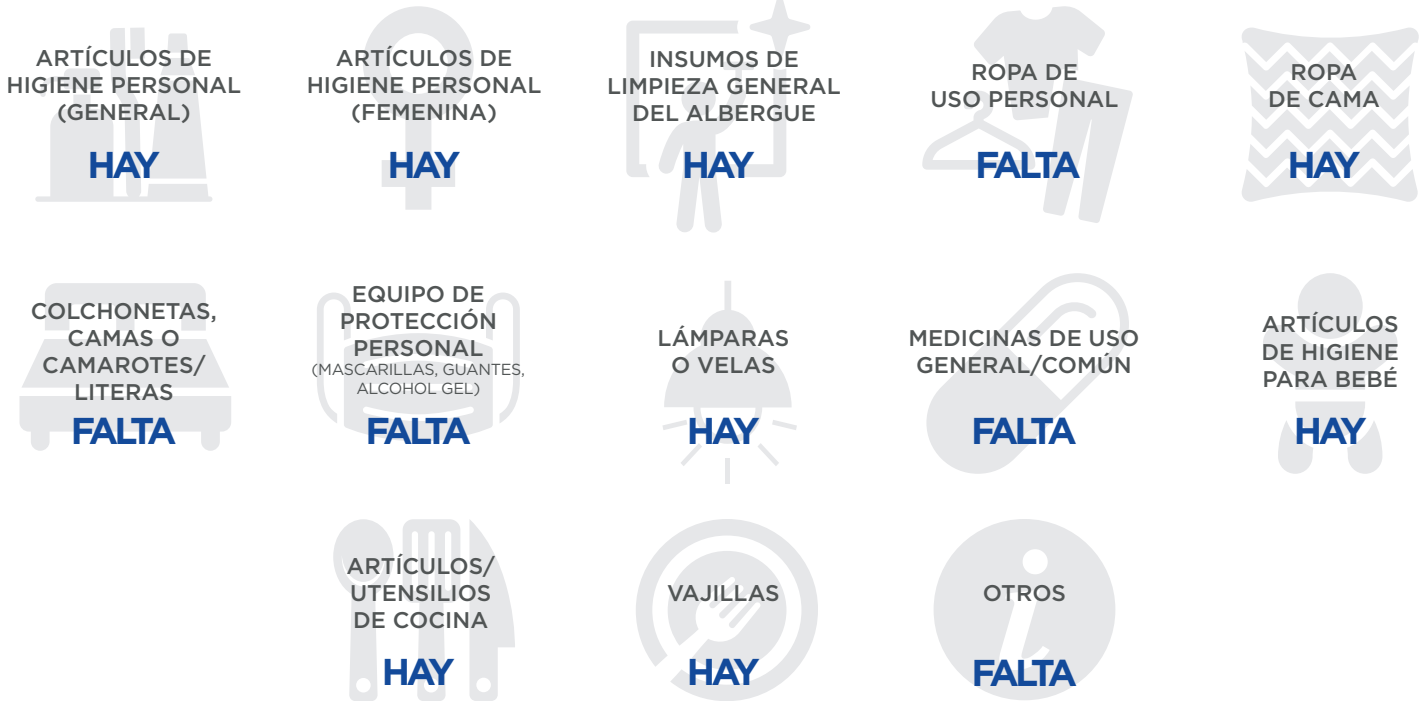 ARTÍCULOS DE
HIGIENE PERSONAL
(GENERAL)
HAY
ARTÍCULOS DE
HIGIENE PERSONAL
(FEMENINA)
HAY
INSUMOS DE
LIMPIEZA GENERAL
DEL ALBERGUE
HAY
ROPA DE
USO PERSONAL
FALTA
ROPA
DE CAMA
HAY
COLCHONETAS,
CAMAS O
CAMAROTES/
LITERAS
FALTA
EQUIPO DE
PROTECCIÓN
PERSONAL
(MASCARILLAS, GUANTES,
ALCOHOL GEL)
FALTA
LÁMPARAS
O VELAS
HAY
MEDICINAS DE USO
GENERAL/COMÚN
FALTA
ARTÍCULOS
DE HIGIENE
PARA BEBÉ
HAY
ARTÍCULOS/
UTENSILIOS
DE COCINA
HAY
VAJILLAS
HAY
OTROS
FALTA